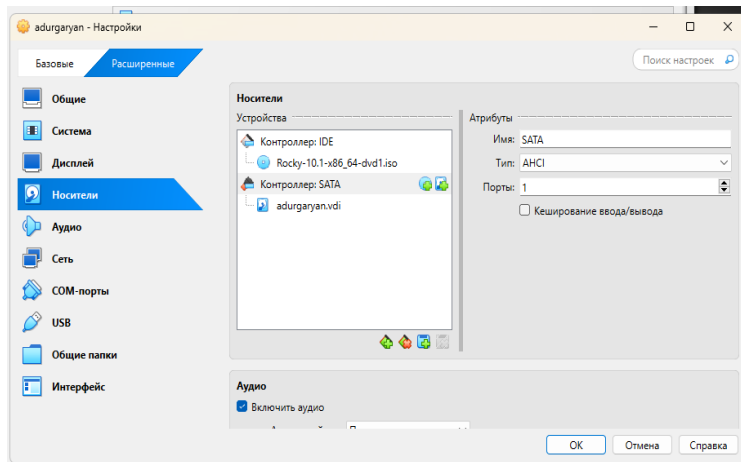 adurgaryan - Настройки
Базовые
Расширенные
Поиск настроек
Общие
Система
Дисплей
Носители
Аудио
Сеть
COM-порты
USB
Общие папки
Интерфейс
Носители
Устройства
Контроллер: IDE
Rocky-10.1-x86_64-dvd1.iso
Контроллер: SATA
adurgaryan.vdi
Атрибуты
Имя: SATA
Тип: AHCI
Порты: 1
Кеширование ввода/вывода
Аудио
Включить аудио
OK
Отмена
Справка